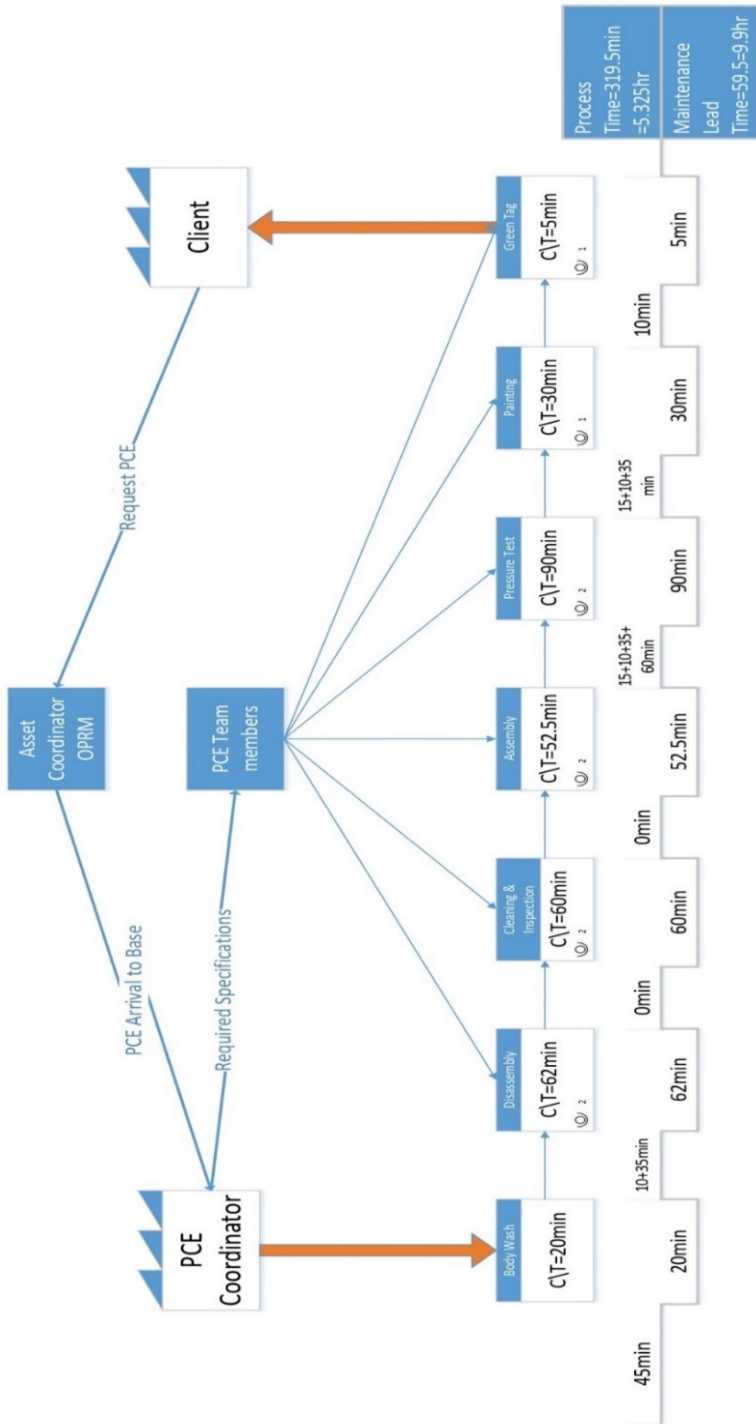 Asset
Coordinator
OPRM
PCE Arrival to Base
Request PCE
PCE
Coordinator
Required Specifications
PCE Team
members
Client
Body Wash
C\T=20min
Disassembly
C\T=62min
2
Cleaning &
Inspection
C\T=60min
2
Assembly
C\T=52.5min
2
Pressure Test
C\T=90min
2
Painting
C\T=30min
1
Green Tag
C\T=5min
1
45min
20min
10+35min
62min
0min
60min
0min
52.5min
15+10+35+
60min
90min
15+10+35
min
30min
10min
5min
Process
Time=319.5min
=5.325hr
Maintenance
Lead
Time=59.5=9.9hr